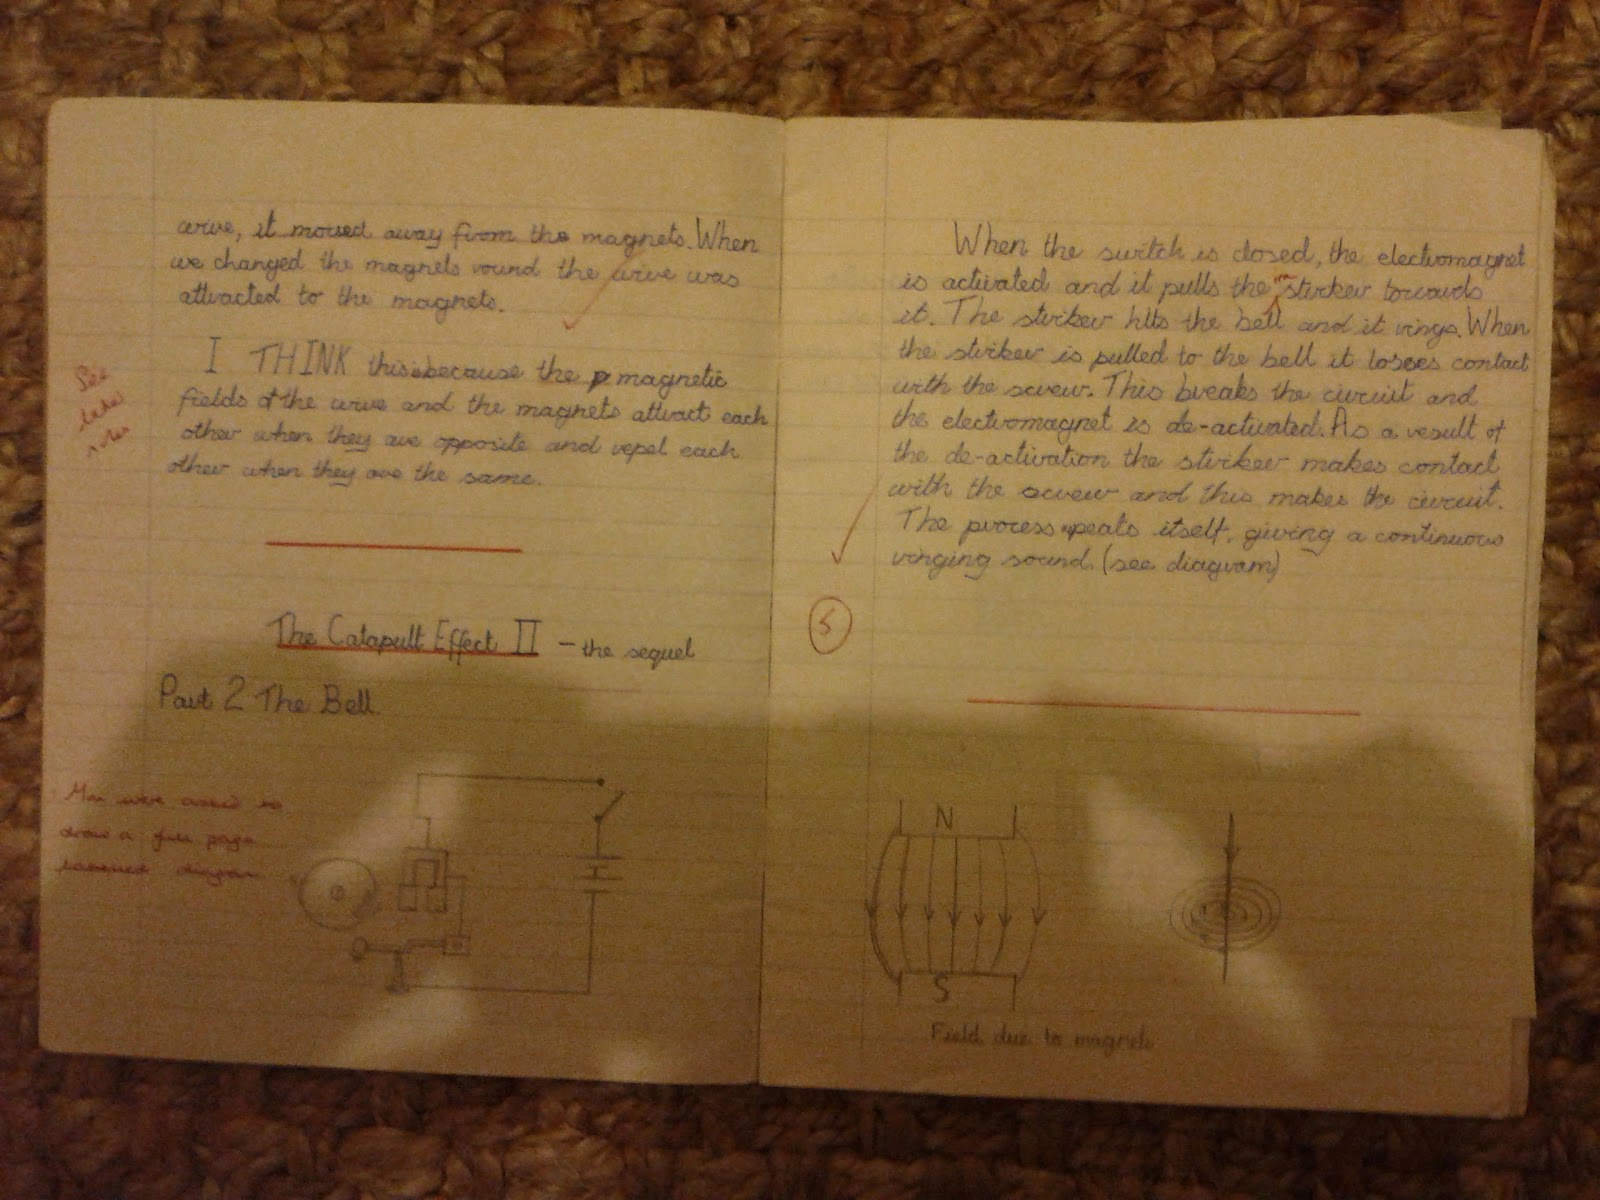 wire, it moved away from the magnets. When
we changed the magnets round the wire was
attracted to the magnets.
I THINK this is because the magnetic
fields of the wire and the magnets attract each
other when they are opposite and repel each
other when they are the same.
See
later
notes
The Catapult Effect II - the sequel
Part 2 The Bell
were asked to
draw a full page
diagram
When the switch is closed, the electromagnet
is activated and it pulls the striker towards
it. The striker hits the bell and it rings. When
the striker is pulled to the bell it losees contact
with the screw. This breaks the circuit and
the electromagnet is de-activated. As a result of
the de-activation the strikeer makes contact
with the screw and this makes the circuit.
The process repeats itself, giving a continuous
ringing sound. (see diagram)
5
N
S
Field due to magnets